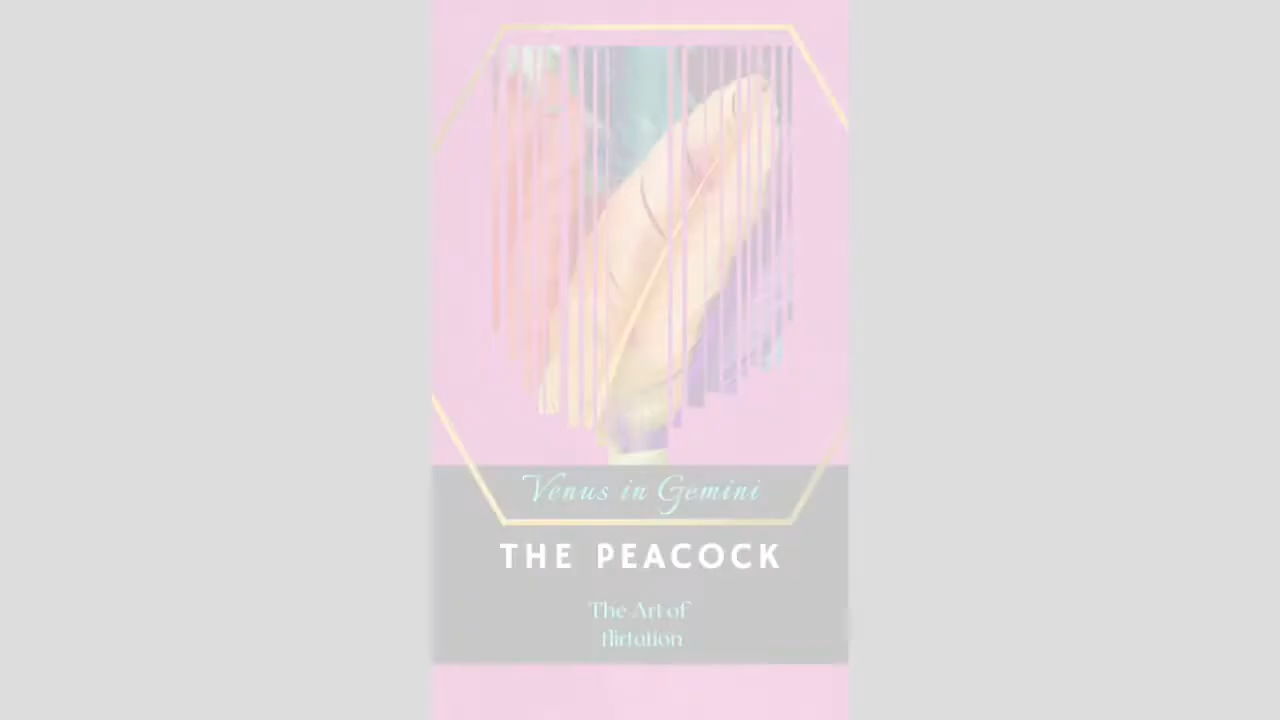 Venus in Gemini
THE PEACOCK
The Art of
flirtation